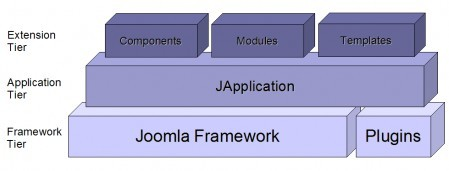 Extension
Tier
Components
Modules
Templates
Application
Tier
JApplication
Framework
Tier
Joomla Framework
Plugins